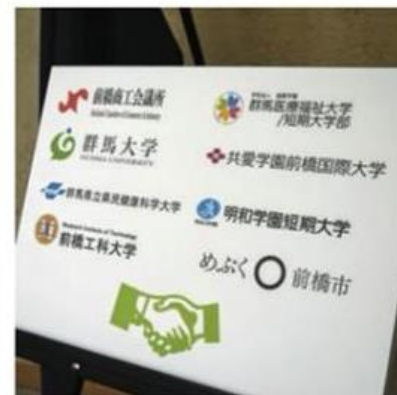 前橋商工会議所
群馬医療福祉大学
/短期大学部
群馬大学
GUNMA UNIVERSITY
共愛学園前橋国際大学
群馬県立県民健康科学大学
明和学園短期大学
前橋工科大学
めぶく 前橋市